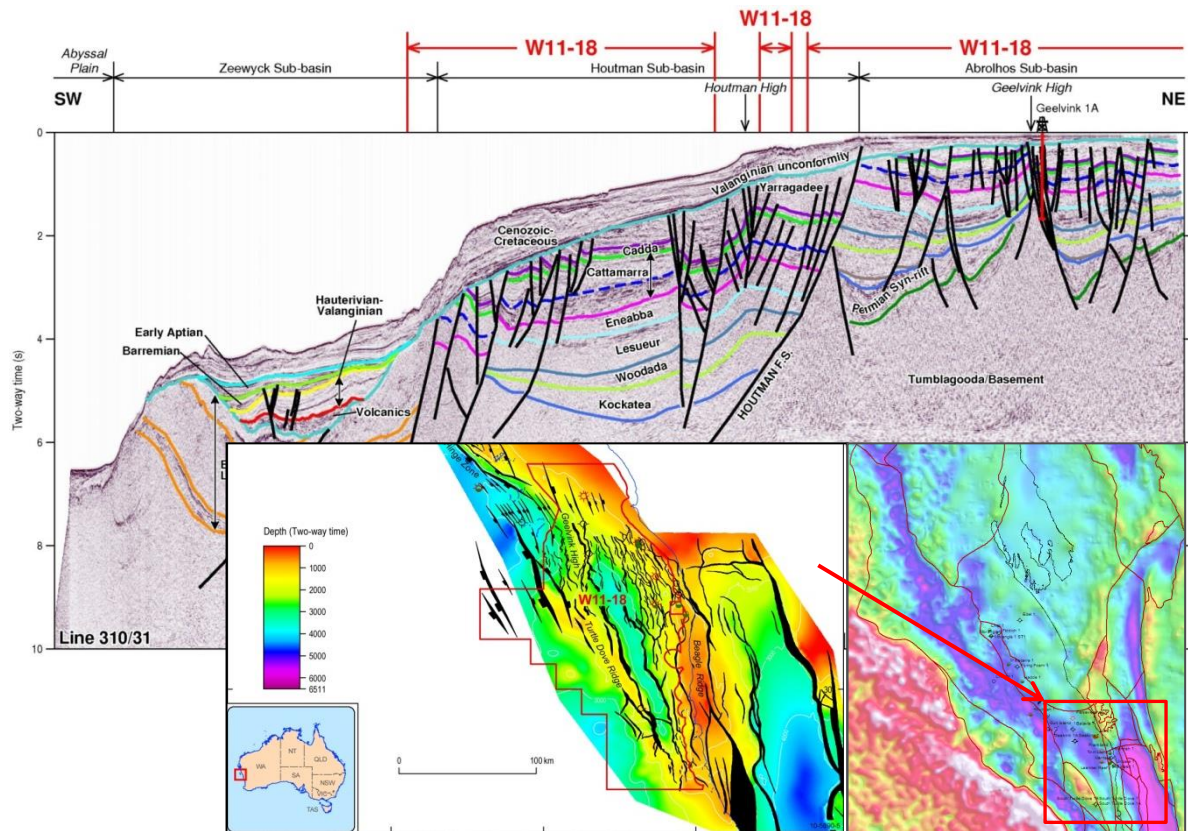 W11-18
W11-18
W11-18
Abyssal
Plain
Zeewyck Sub-basin
Houtman Sub-basin
Abrolhos Sub-basin
SW
Houtman High
Geelvink High
NE
Geelvink 1A
0
2
4
6
8
10
Two-way time (s)
Valanginian unconformity
Yarragadee
Cenozoic-
Cretaceous
Cadda
Cattamarra
Hauterivian-
Valanginian
Early Aptian
Barremian
Eneabba
Lesueur
Woodada
Kockatea
Volcanics
HOUTMAN F.S.
Permian Syn-rift
Tumblagooda/Basement
Line 310/31
Depth (Two-way time)
0
1000
2000
3000
4000
5000
6000
6511
Geelvink High
W11-18
Turtle Dove Ridge
Beagle Ridge
0
100 km
WA
NT
QLD
SA
NSW
VIC
TAS